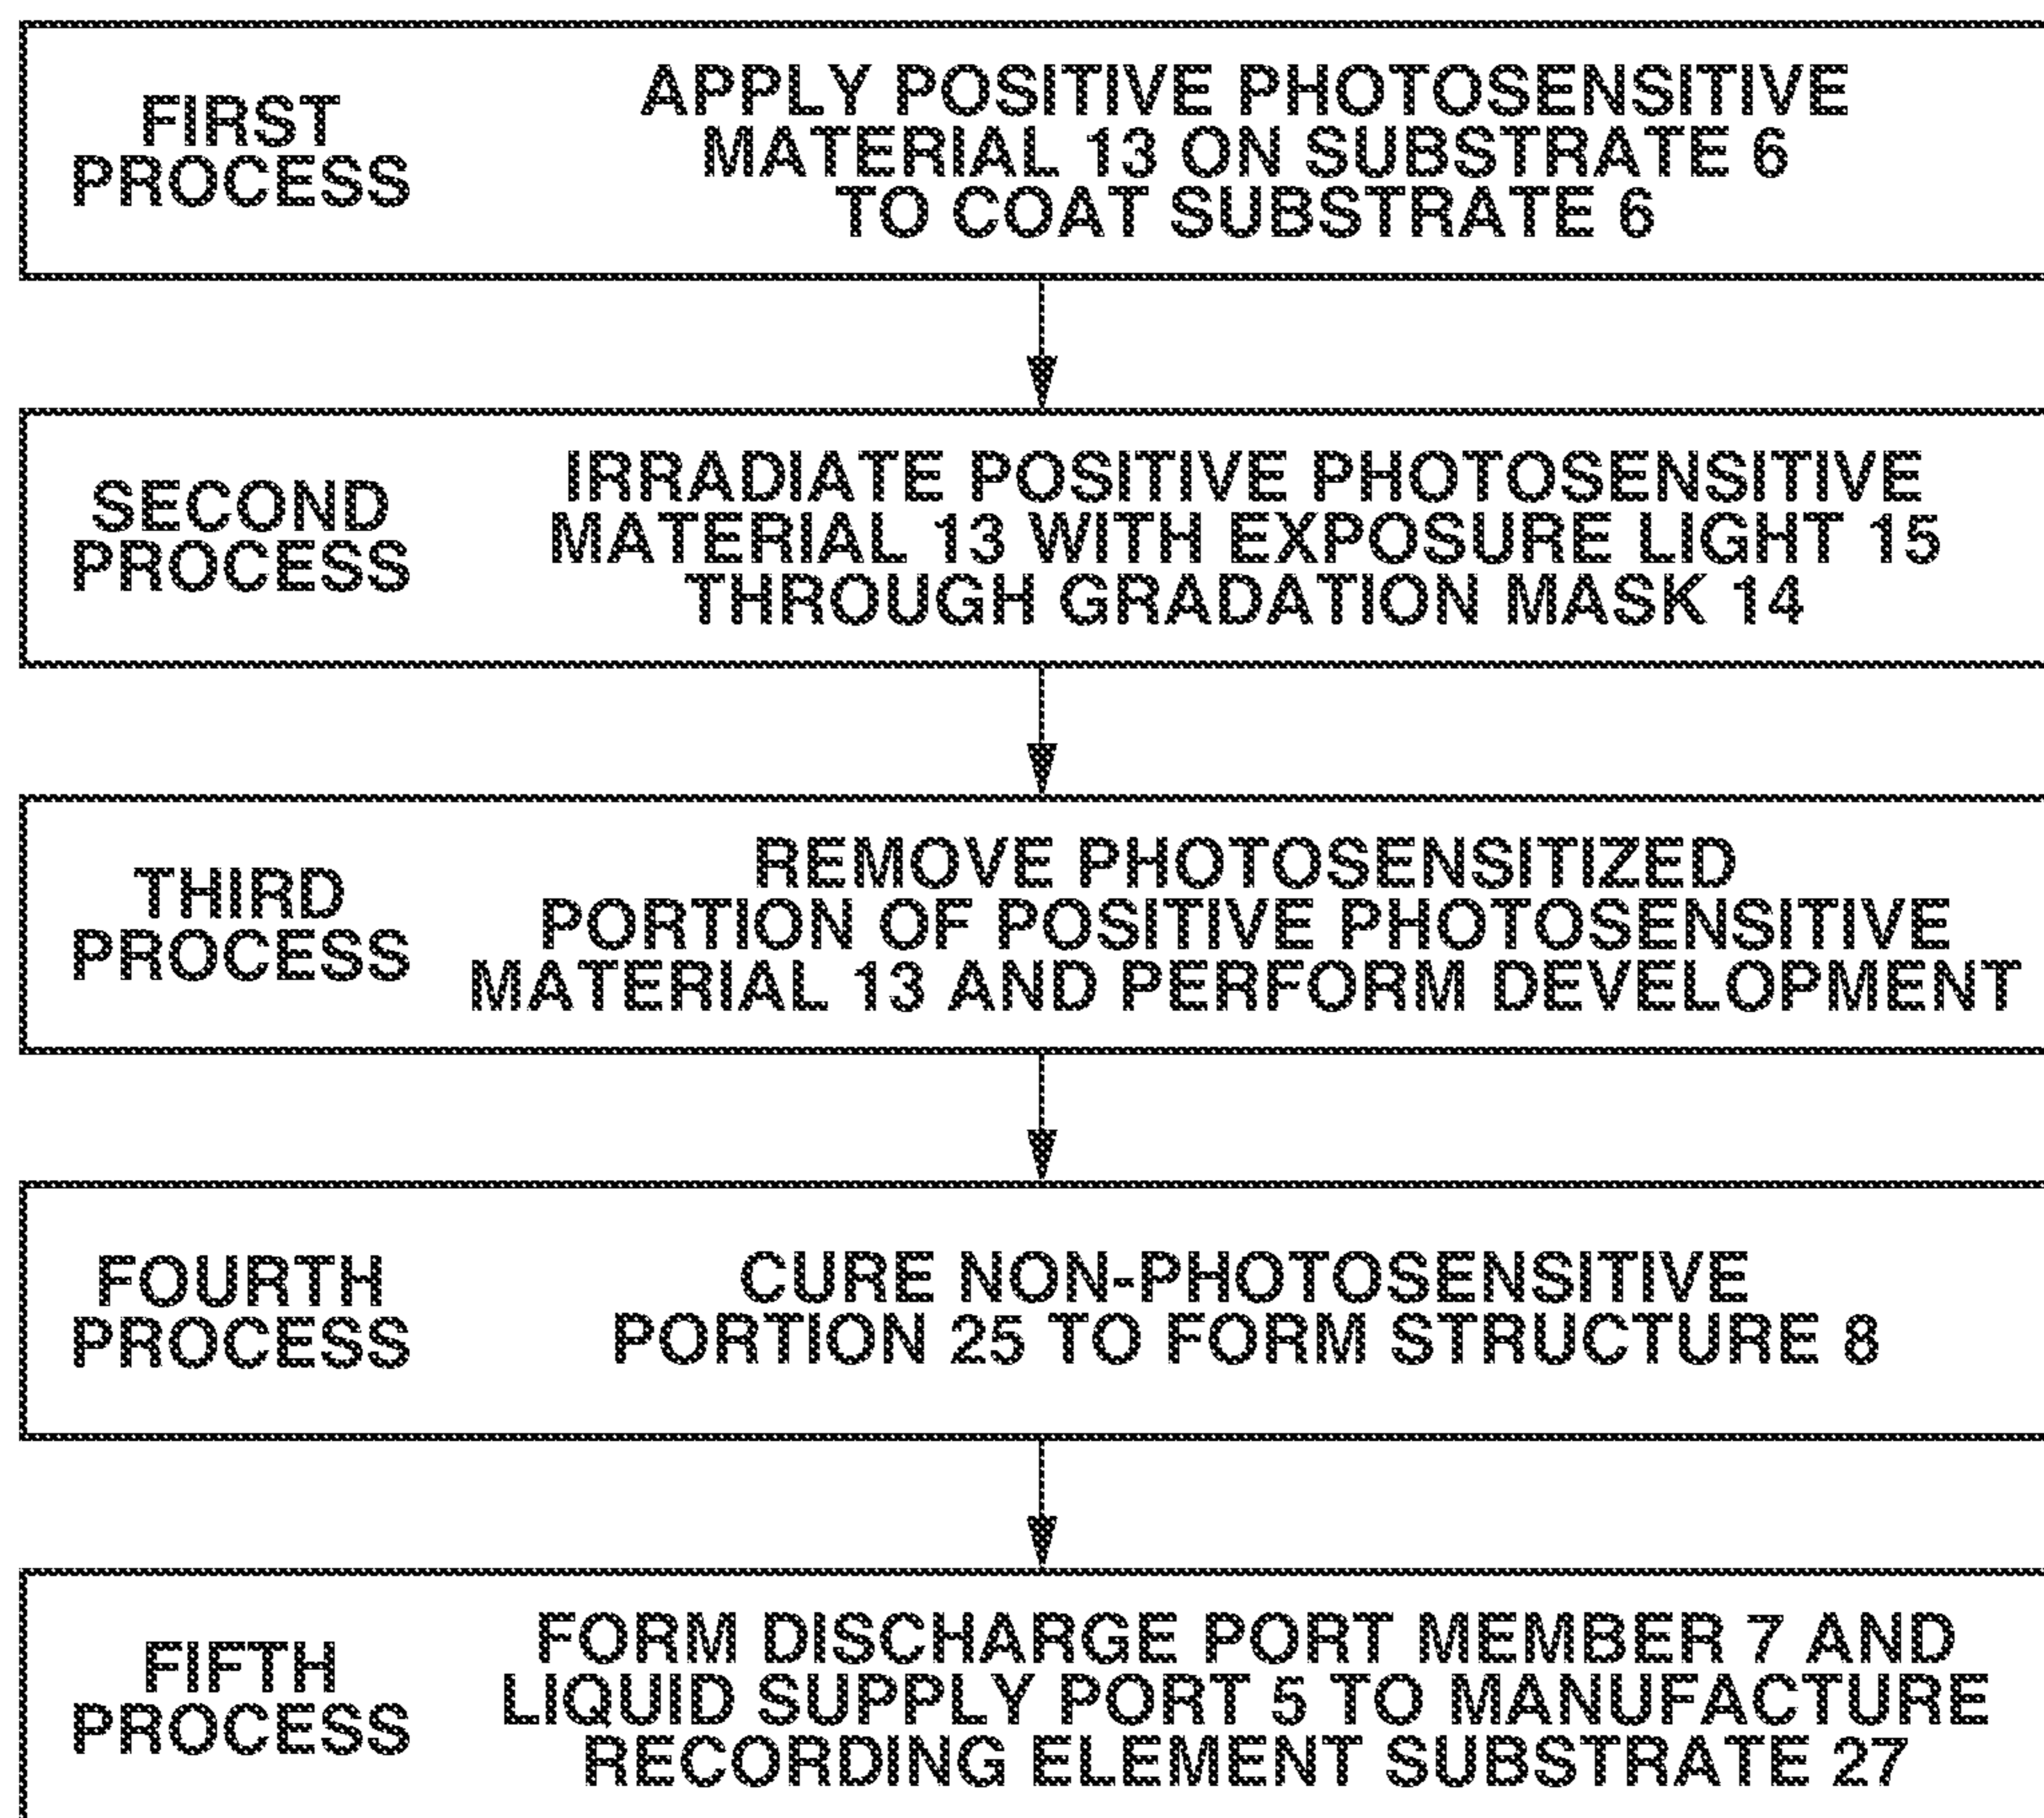 FIRST
PROCESS
APPLY POSITIVE PHOTOSENSITIVE
MATERIAL 13 ON SUBSTRATE 6
TO COAT SUBSTRATE 6
SECOND
PROCESS
IRRADIATE POSITIVE PHOTOSENSITIVE
MATERIAL 13 WITH EXPOSURE LIGHT 15
THROUGH GRADATION MASK 14
THIRD
PROCESS
REMOVE PHOTOSENSITIZED
PORTION OF POSITIVE PHOTOSENSITIVE
MATERIAL 13 AND PERFORM DEVELOPMENT
FOURTH
PROCESS
CURE NON-PHOTOSENSITIVE
PORTION 25 TO FORM STRUCTURE 8
FIFTH
PROCESS
FORM DISCHARGE PORT MEMBER 7 AND
LIQUID SUPPLY PORT 5 TO MANUFACTURE
RECORDING ELEMENT SUBSTRATE 27